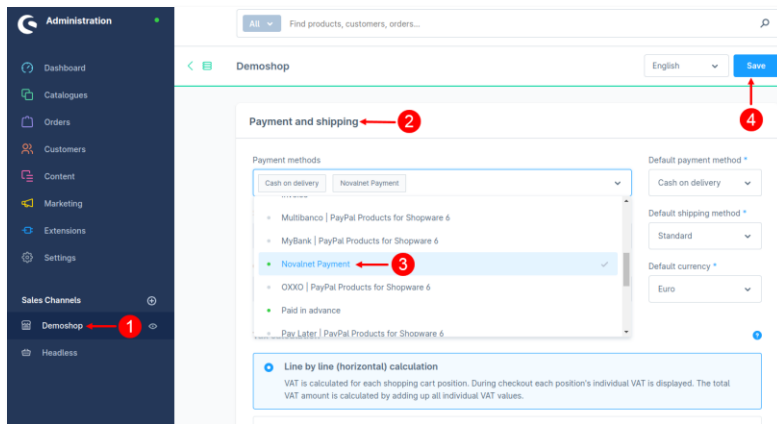 Administration
All
Find products, customers, orders...
Dashboard
Catalogues
Orders
Customers
Content
Marketing
Extensions
Settings
Sales Channels
Demoshop
1
Headless
Demoshop
English
Save
4
Payment and shipping
2
Payment methods
Cash on delivery
Novalnet Payment
Invoice
Multibanco | PayPal Products for Shopware 6
MyBank | PayPal Products for Shopware 6
Novalnet Payment
3
OXXO | PayPal Products for Shopware 6
Paid in advance
Pay Later | PayPal Products for Shopware 6
Default payment method *
Cash on delivery
Default shipping method *
Standard
Default currency *
Euro
?
Line by line (horizontal) calculation
VAT is calculated for each shopping cart position. During checkout each position's individual VAT is displayed. The total
VAT amount is calculated by adding up all individual VAT values.